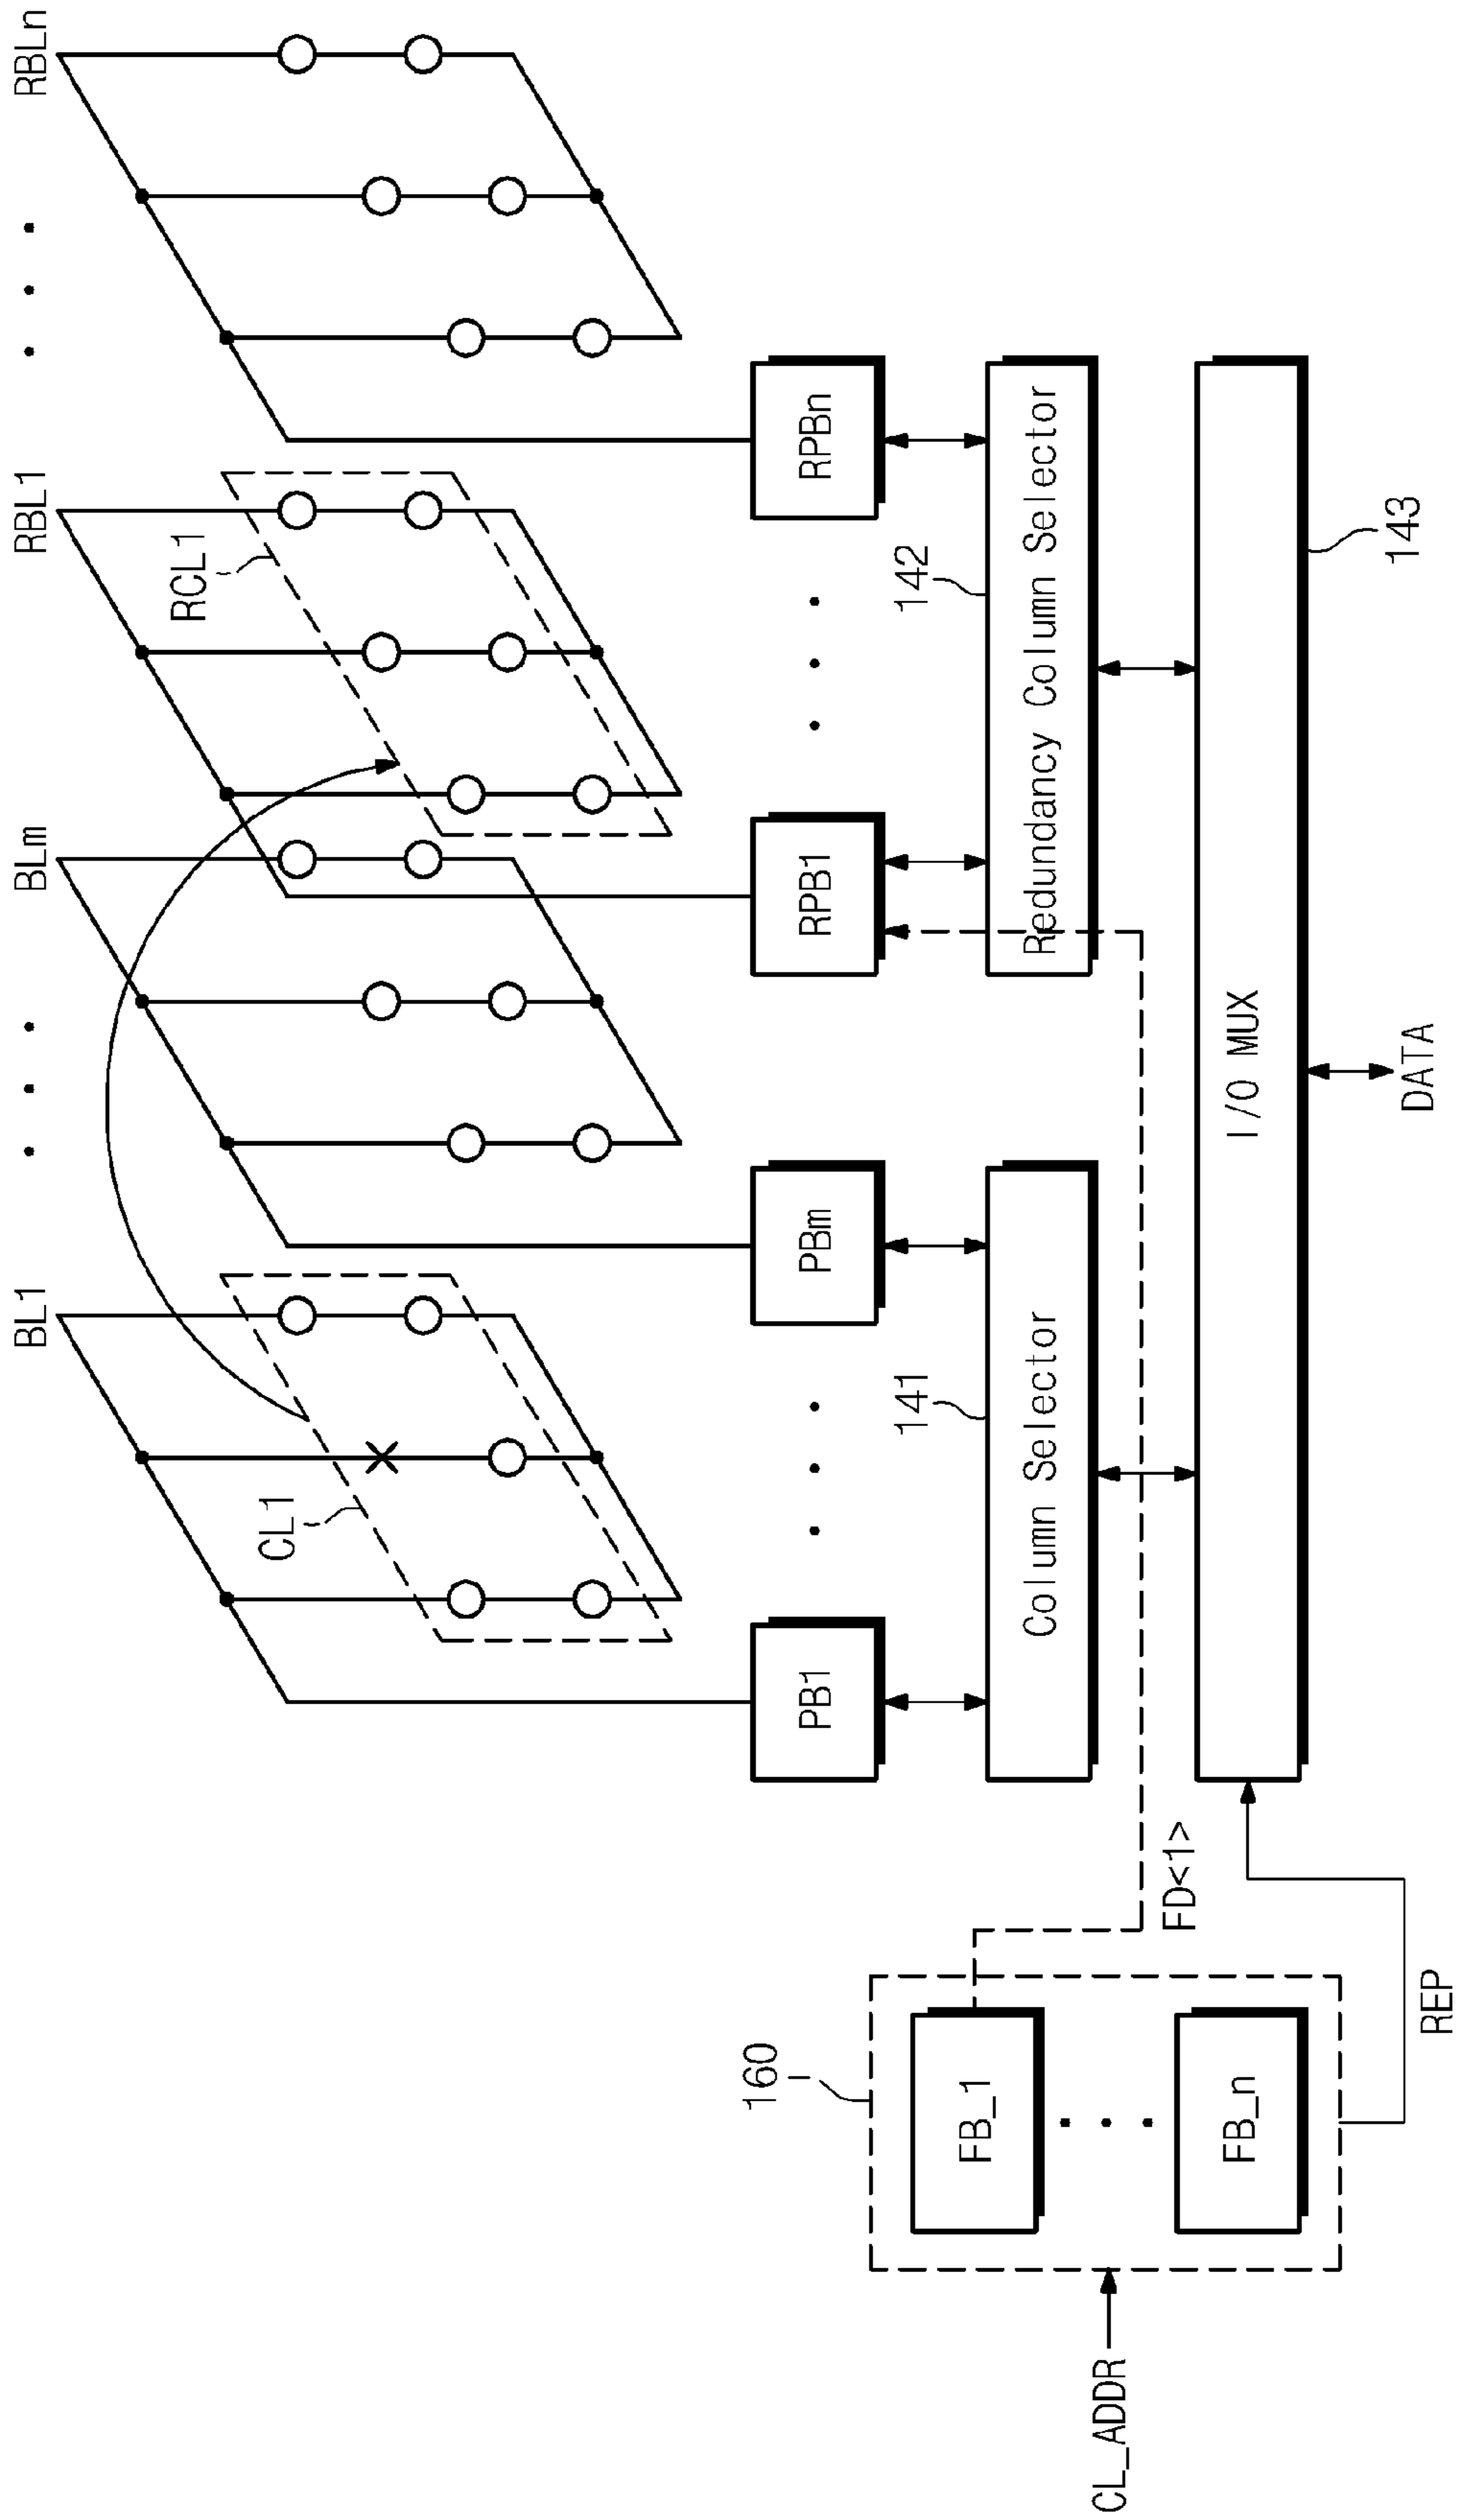 BL1
BLm
RBL1
RBLn
CL1
RCL1
PB1
PBm
RPB1
RPBn
141
142
Column Selector
Redundancy Column Selector
160
FB_1
FB_n
CL_ADDR
FD<1>
I/O MUX
143
REP
DATA